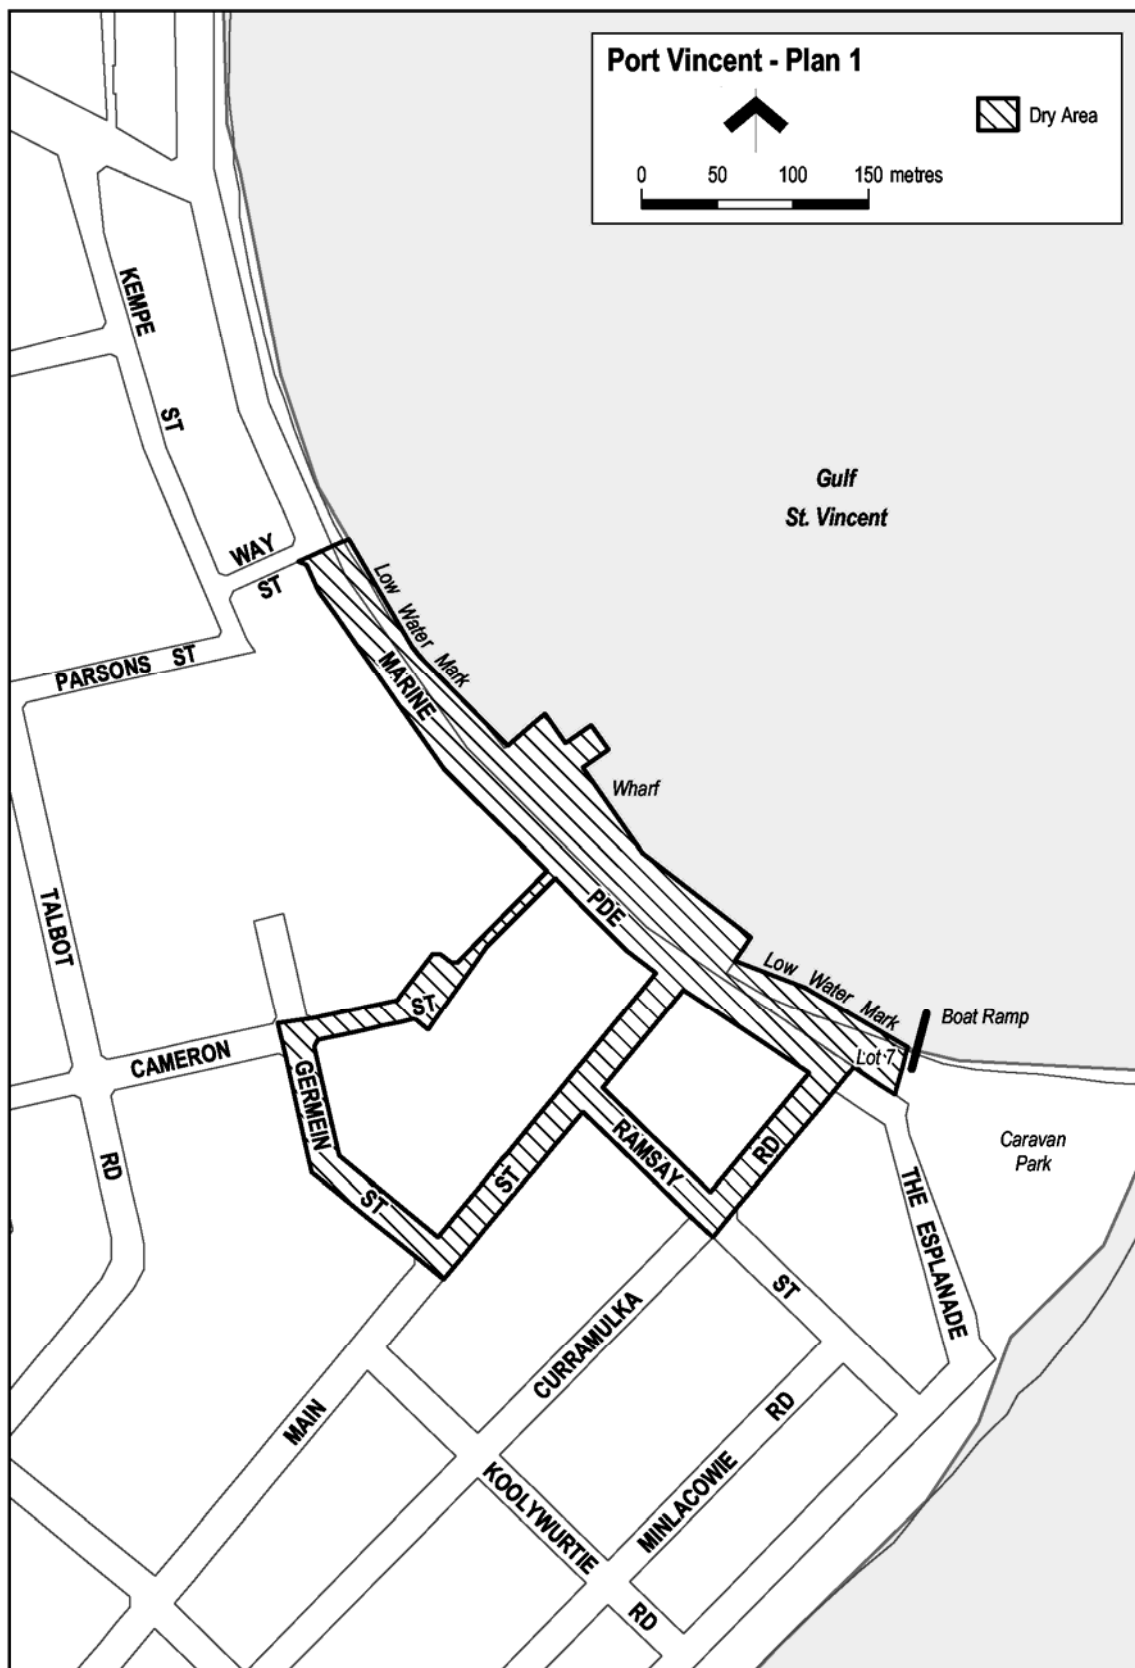 Port Vincent - Plan 1
Dry Area
0 50 100 150 metres
KEMPE
ST
Gulf
St. Vincent
WAY
ST
Low Water Mark
PARSONS ST
MARINE
Wharf
TALBOT
PDE
Low Water Mark
ST
Boat Ramp
CAMERON
Lot 7
GERMEIN
RD
ST
RAMSAY
RD
ST
Caravan
Park
THE ESPLANADE
ST
CURRAMULKA
MAIN
RD
KOOLYWURTIE
MINLACOWIE
RD